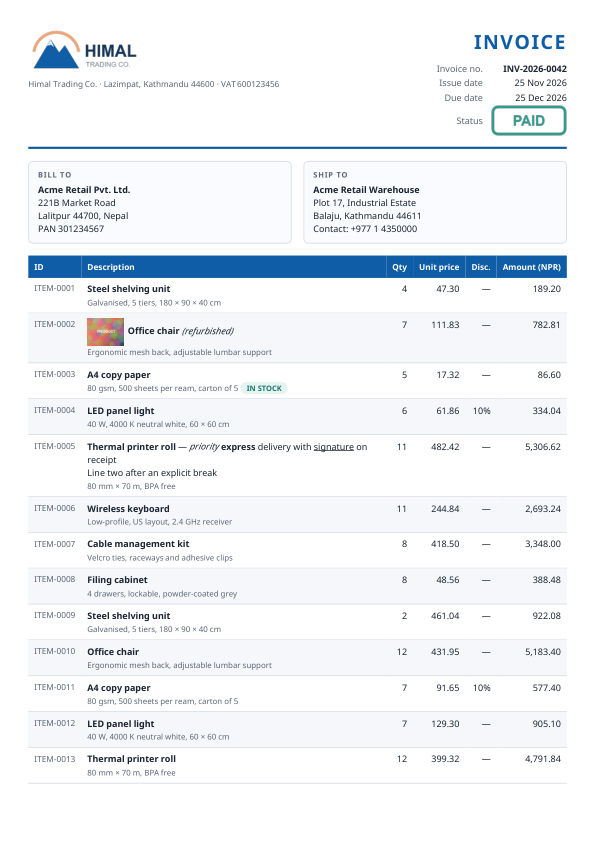 HIMAL
TRADING CO.
Himal Trading Co. · Lazimpat, Kathmandu 44600 · VAT 600123456
INVOICE
Invoice no. INV-2026-0042
Issue date 25 Nov 2026
Due date 25 Dec 2026
Status PAID
BILL TO
Acme Retail Pvt. Ltd.
221B Market Road
Lalitpur 44700, Nepal
PAN 301234567
SHIP TO
Acme Retail Warehouse
Plot 17, Industrial Estate
Balaju, Kathmandu 44611
Contact: +977 1 4350000
ID Description Qty Unit price Disc. Amount (NPR)
ITEM-0001 Steel shelving unit 4 47.30 — 189.20
Galvanised, 5 tiers, 180 × 90 × 40 cm
ITEM-0002 Office chair (refurbished) 7 111.83 — 782.81
Ergonomic mesh back, adjustable lumbar support
ITEM-0003 A4 copy paper 5 17.32 — 86.60
80 gsm, 500 sheets per ream, carton of 5 IN STOCK
ITEM-0004 LED panel light 6 61.86 10% 334.04
40 W, 4000 K neutral white, 60 × 60 cm
ITEM-0005 Thermal printer roll — priority express delivery with signature on 11 482.42 — 5,306.62
receipt
Line two after an explicit break
80 mm × 70 m, BPA free
ITEM-0006 Wireless keyboard 11 244.84 — 2,693.24
Low-profile, US layout, 2.4 GHz receiver
ITEM-0007 Cable management kit 8 418.50 — 3,348.00
Velcro ties, raceways and adhesive clips
ITEM-0008 Filing cabinet 8 48.56 — 388.48
4 drawers, lockable, powder-coated grey
ITEM-0009 Steel shelving unit 2 461.04 — 922.08
Galvanised, 5 tiers, 180 × 90 × 40 cm
ITEM-0010 Office chair 12 431.95 — 5,183.40
Ergonomic mesh back, adjustable lumbar support
ITEM-0011 A4 copy paper 7 91.65 10% 577.40
80 gsm, 500 sheets per ream, carton of 5
ITEM-0012 LED panel light 7 129.30 — 905.10
40 W, 4000 K neutral white, 60 × 60 cm
ITEM-0013 Thermal printer roll 12 399.32 — 4,791.84
80 mm × 70 m, BPA free